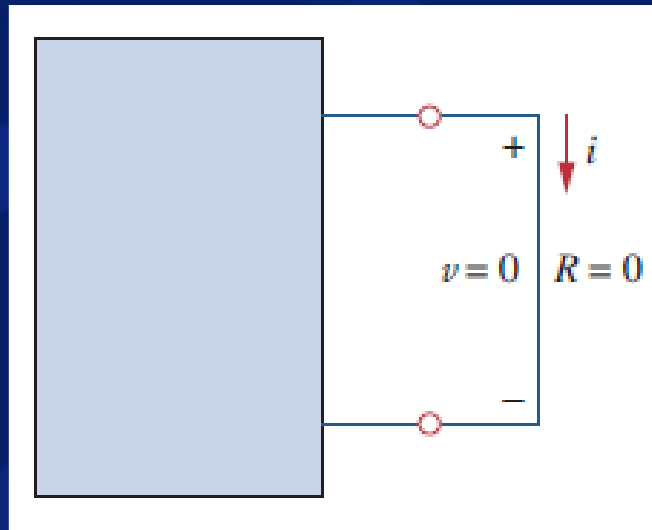 + i
v = 0 R = 0
−